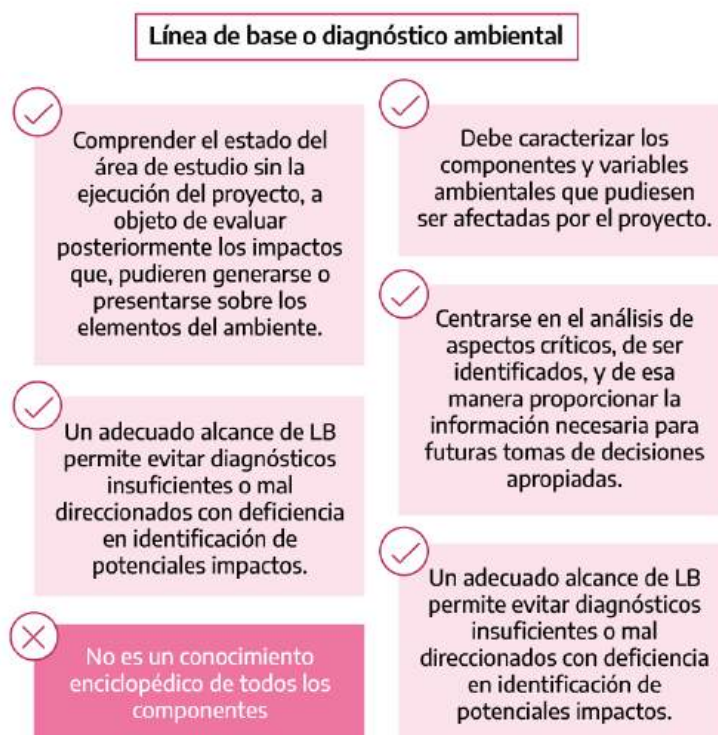 Línea de base o diagnóstico ambiental
Comprender el estado del
área de estudio sin la
ejecución del proyecto, a
objeto de evaluar
posteriormente los impactos
que, pudieren generarse o
presentarse sobre los
elementos del ambiente.
Un adecuado alcance de LB
permite evitar diagnósticos
insuficientes o mal
direccionados con deficiencia
en identificación de
potenciales impactos.
No es un conocimiento
enciclopédico de todos los
componentes
Debe caracterizar los
componentes y variables
ambientales que pudiesen
ser afectadas por el proyecto.
Centrarse en el análisis de
aspectos críticos, de ser
identificados, y de esa
manera proporcionar la
información necesaria para
futuras tomas de decisiones
apropiadas.
Un adecuado alcance de LB
permite evitar diagnósticos
insuficientes o mal
direccionados con deficiencia
en identificación de
potenciales impactos.